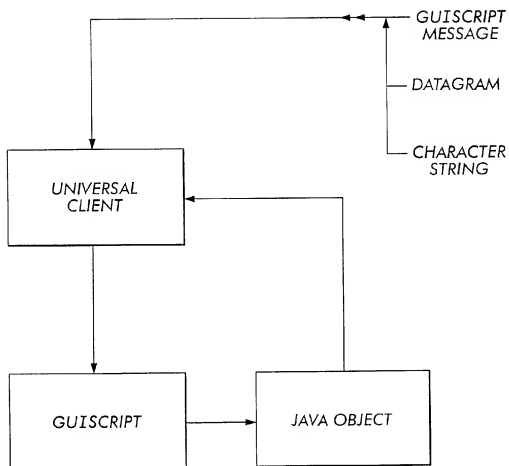 GUISCRIPT
MESSAGE
DATAGRAM
CHARACTER
STRING
UNIVERSAL
CLIENT
GUISCRIPT
JAVA OBJECT